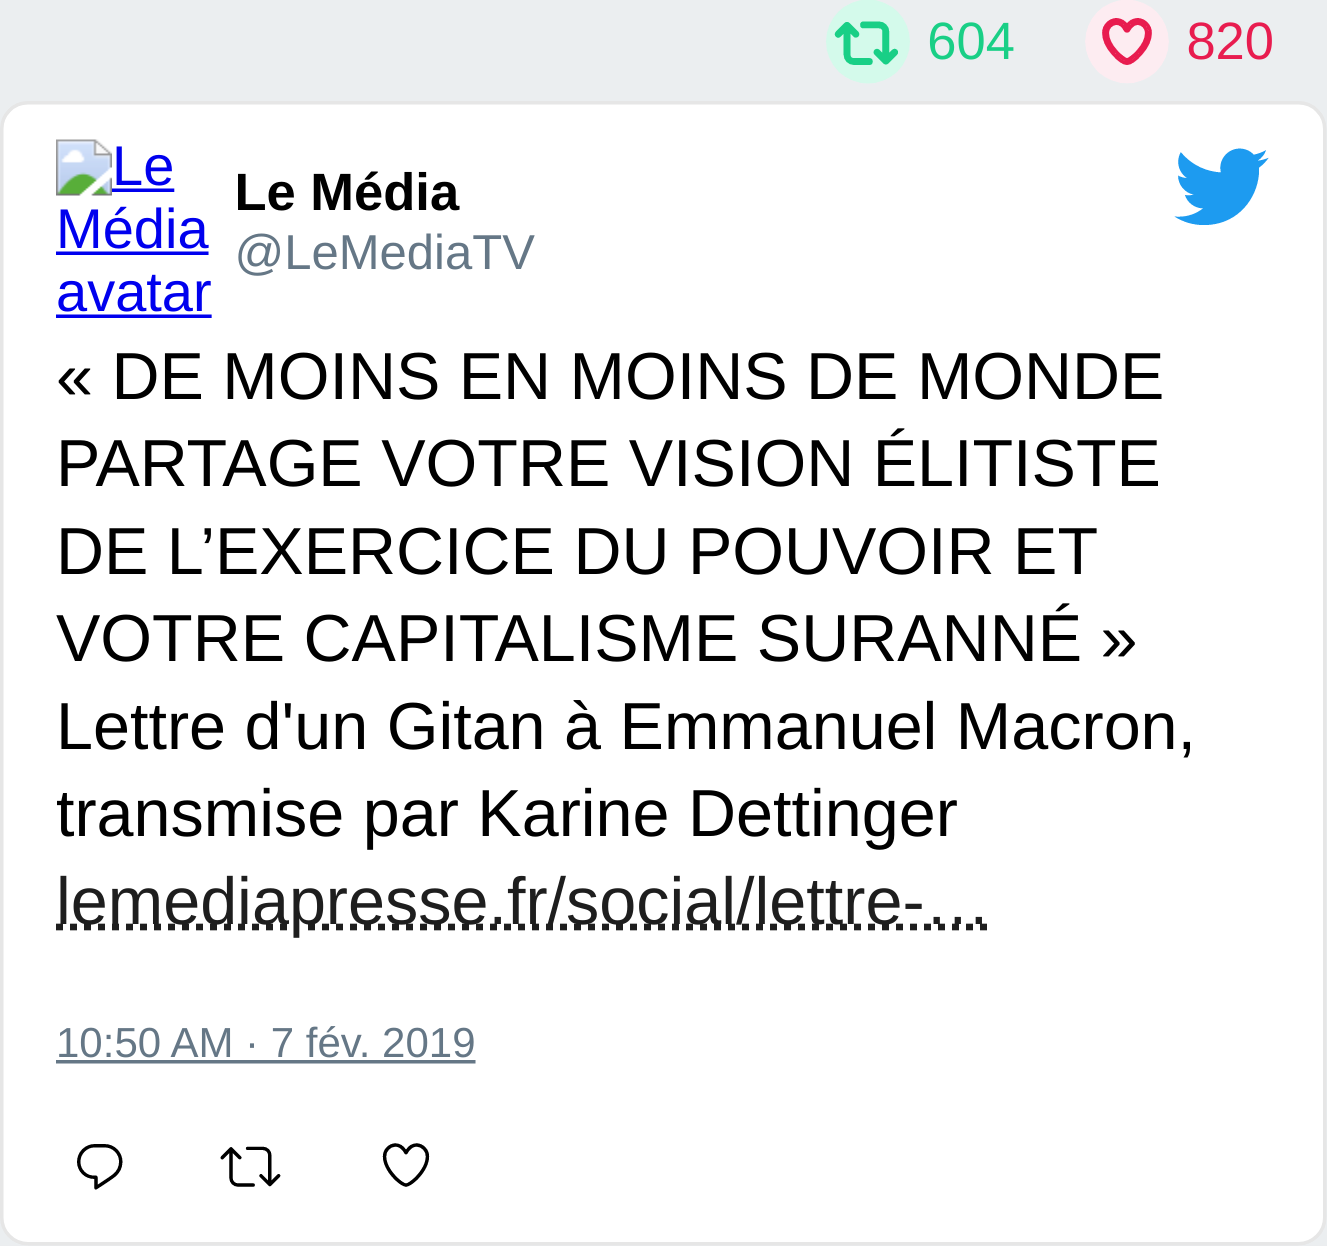 604 820
Le
Média
avatar
Le Média
@LeMediaTV
« DE MOINS EN MOINS DE MONDE
PARTAGE VOTRE VISION ÉLITISTE
DE L’EXERCICE DU POUVOIR ET
VOTRE CAPITALISME SURANNÉ »
Lettre d'un Gitan à Emmanuel Macron,
transmise par Karine Dettinger
lemediapresse.fr/social/lettre-…
10:50 AM · 7 fév. 2019